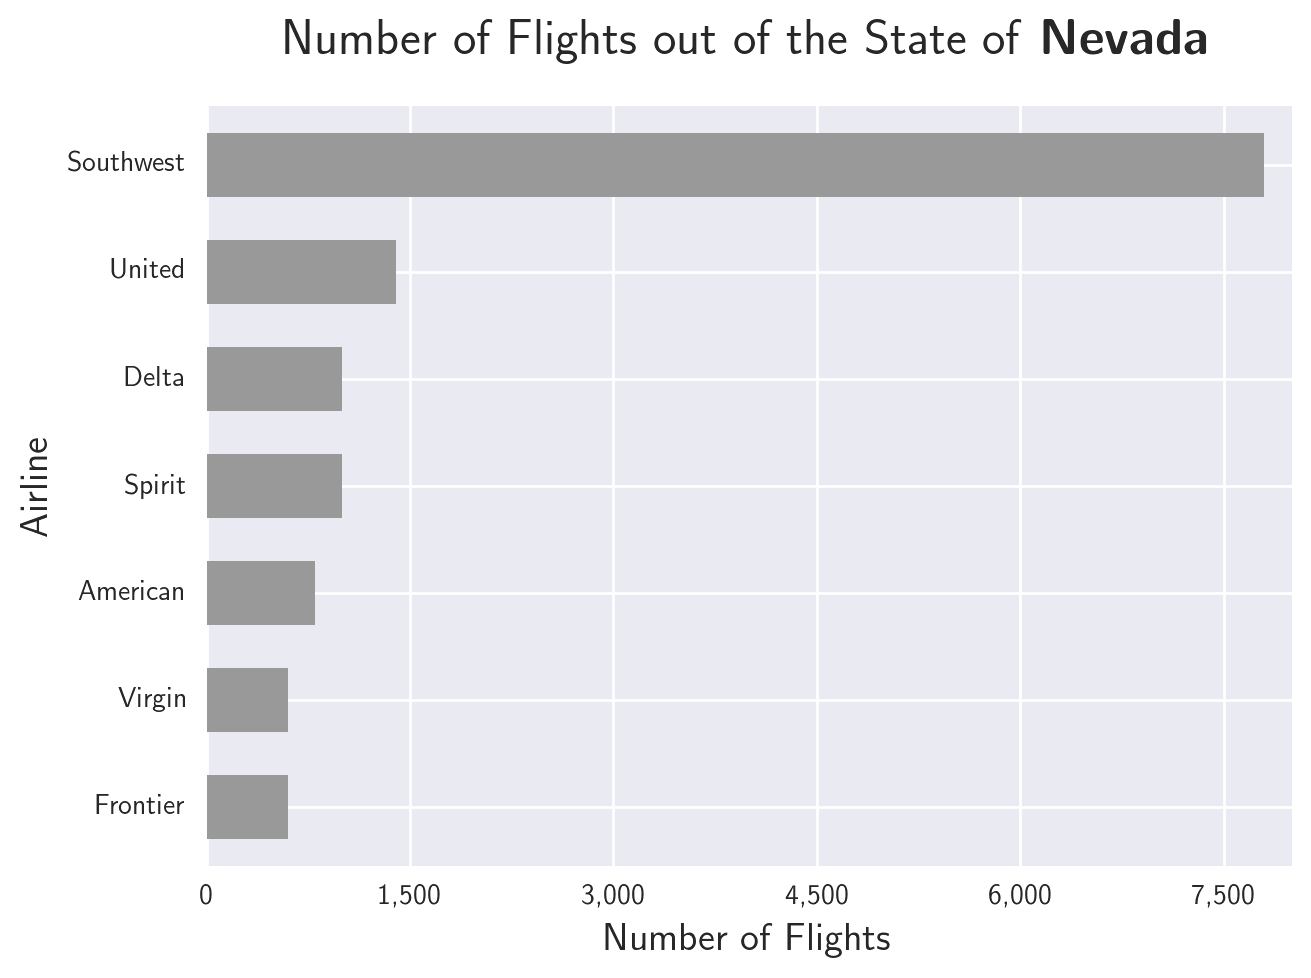 Number of Flights out of the State of Nevada
Southwest
United
Delta
Spirit
American
Virgin
Frontier
Airline
0 1,500 3,000 4,500 6,000 7,500
Number of Flights